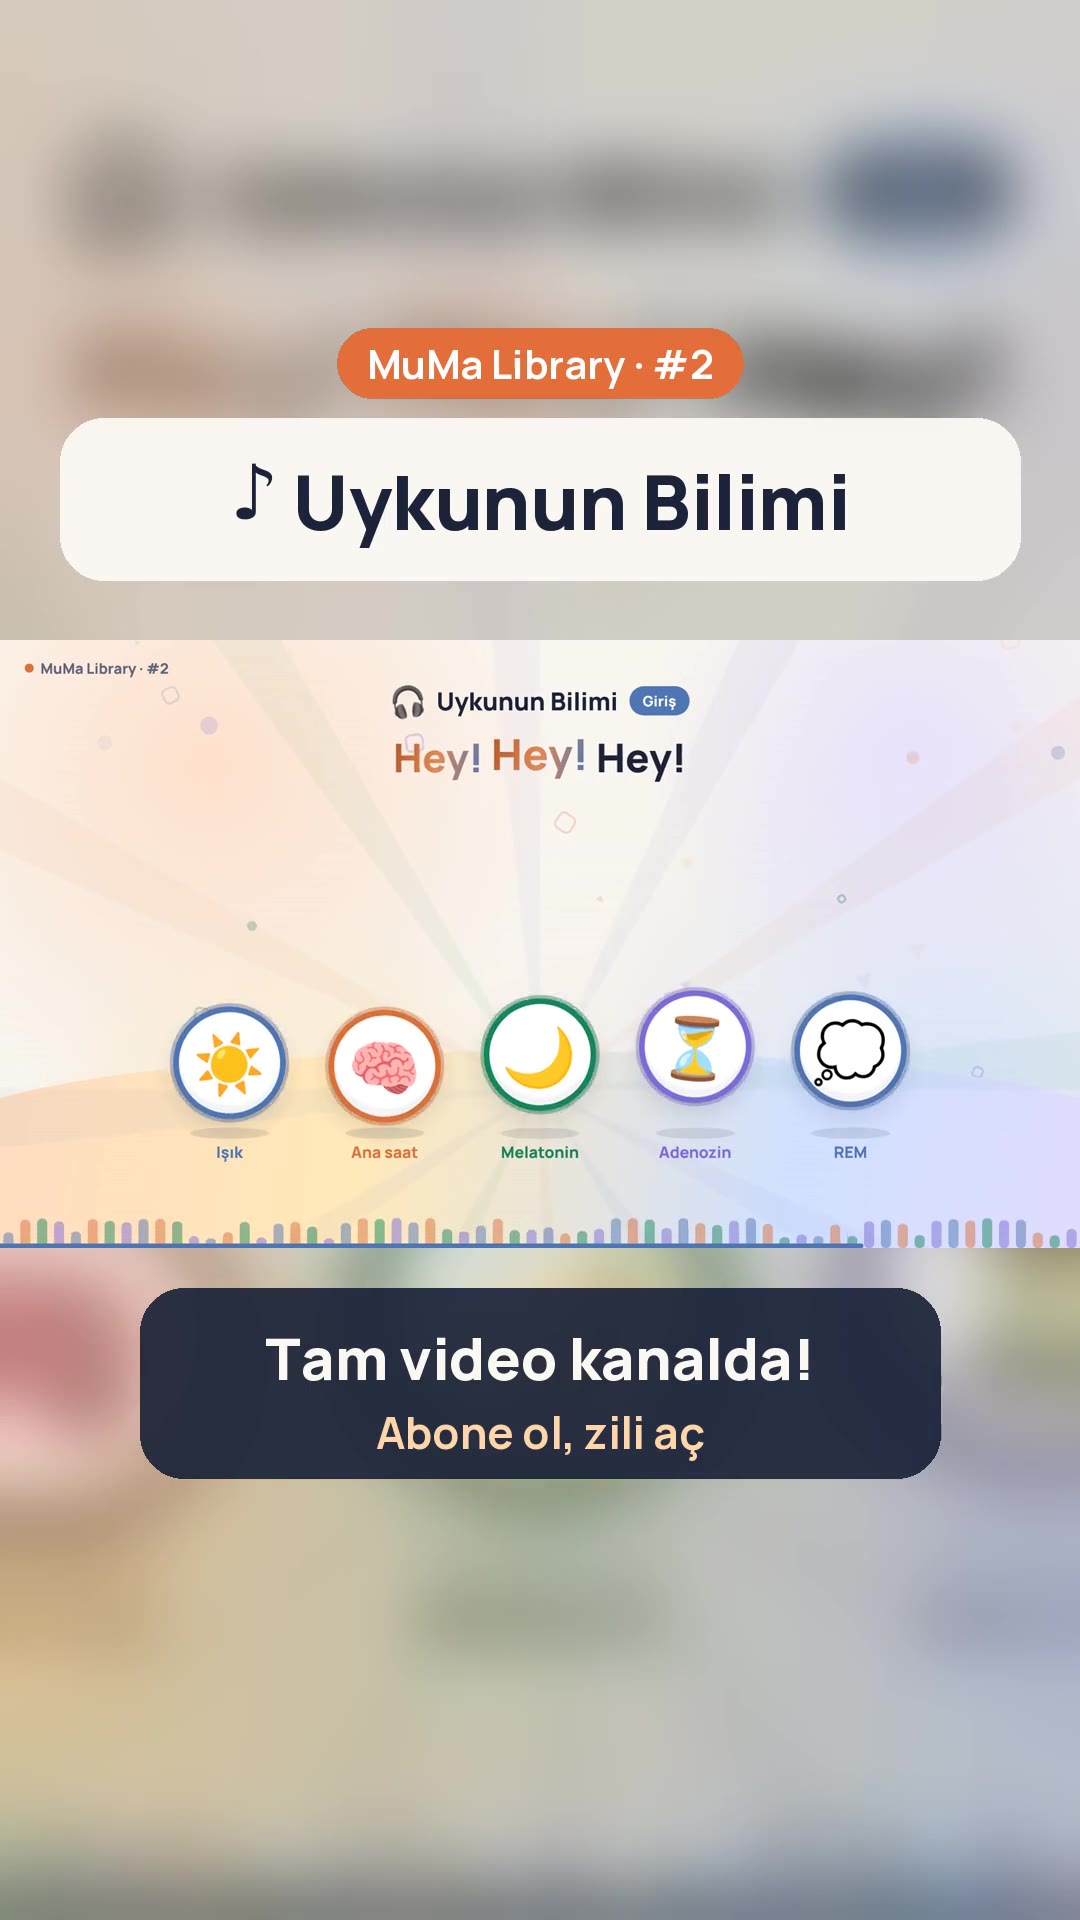 MuMa Library · #2
♪ Uykunun Bilimi
MuMa Library · #2
Uykunun Bilimi Giriş
Hey! Hey! Hey!
Işık Ana saat Melatonin Adenozin REM
Tam video kanalda!
Abone ol, zili aç